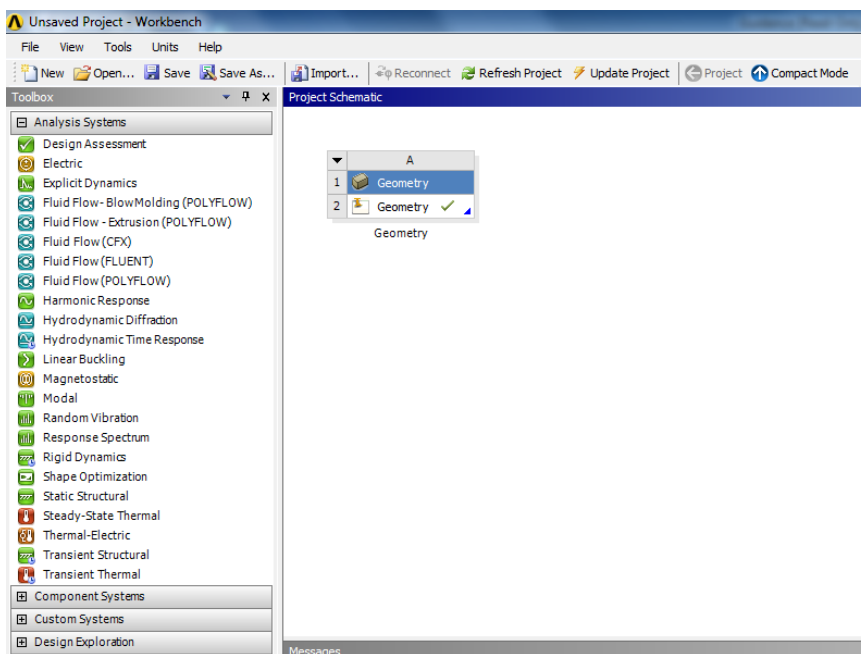 Unsaved Project - Workbench
File View Tools Units Help
New Open... Save Save As... Import... Reconnect Refresh Project Update Project Project Compact Mode
Toolbox
Project Schematic
Analysis Systems
Design Assessment
Electric
Explicit Dynamics
Fluid Flow- BlowMolding (POLYFLOW)
Fluid Flow - Extrusion (POLYFLOW)
Fluid Flow (CFX)
Fluid Flow (FLUENT)
Fluid Flow (POLYFLOW)
Harmonic Response
Hydrodynamic Diffraction
Hydrodynamic Time Response
Linear Buckling
Magnetostatic
Modal
Random Vibration
Response Spectrum
Rigid Dynamics
Shape Optimization
Static Structural
Steady-State Thermal
Thermal-Electric
Transient Structural
Transient Thermal
Component Systems
Custom Systems
Design Exploration
A
1 Geometry
2 Geometry
Geometry
Messages